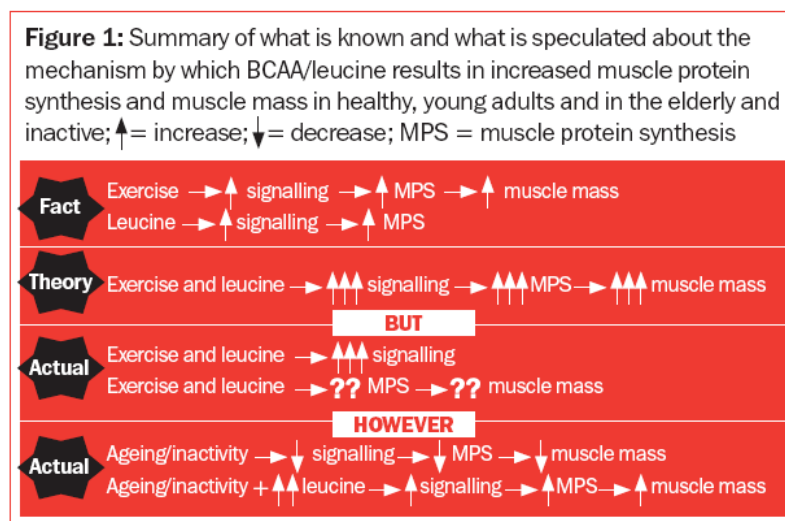 Figure 1: Summary of what is known and what is speculated about the
mechanism by which BCAA/leucine results in increased muscle protein
synthesis and muscle mass in healthy, young adults and in the elderly and
inactive; ↑= increase; ↓= decrease; MPS = muscle protein synthesis
Fact
Exercise → ↑ signalling → ↑ MPS → ↑ muscle mass
Leucine → ↑ signalling → ↑ MPS
Theory
Exercise and leucine → ↑↑↑ signalling → ↑↑↑ MPS → ↑↑↑ muscle mass
BUT
Actual
Exercise and leucine → ↑↑↑ signalling
Exercise and leucine → ?? MPS → ?? muscle mass
HOWEVER
Actual
Ageing/inactivity → ↓ signalling → ↓ MPS → ↓ muscle mass
Ageing/inactivity + ↑↑ leucine → ↑ signalling → ↑ MPS → ↑ muscle mass